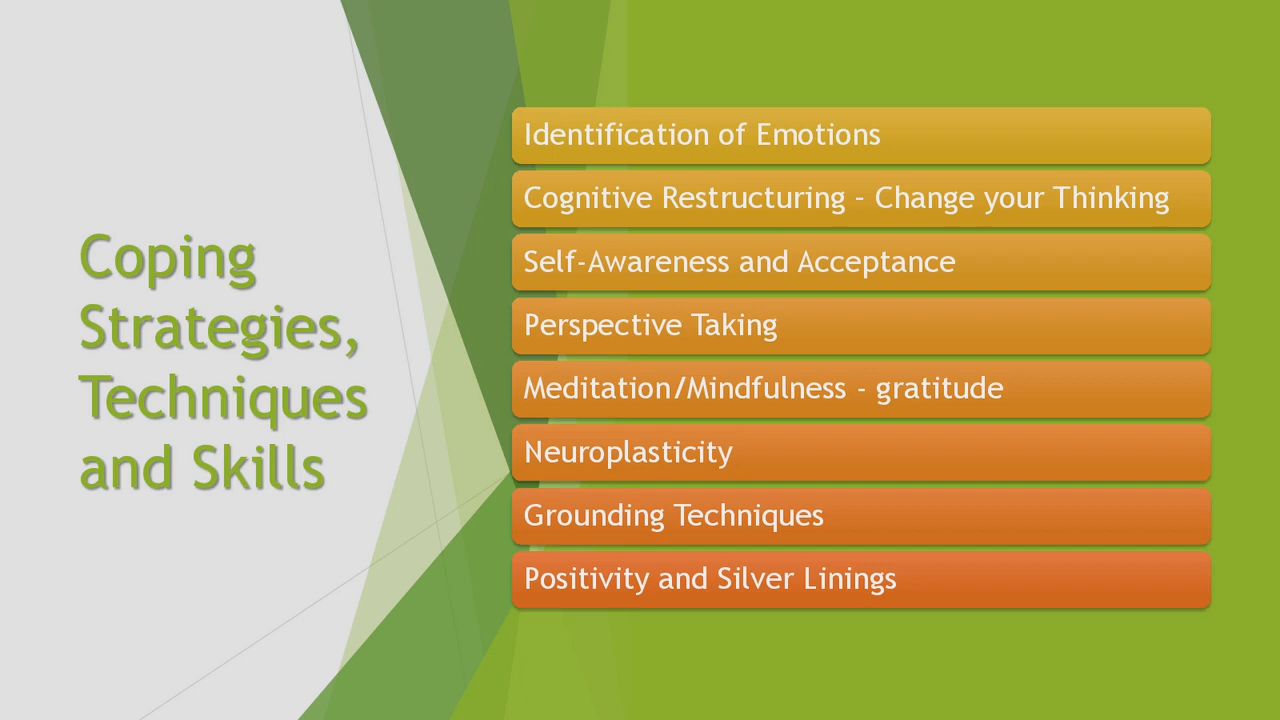 Coping
Strategies,
Techniques
and Skills
Identification of Emotions
Cognitive Restructuring - Change your Thinking
Self-Awareness and Acceptance
Perspective Taking
Meditation/Mindfulness - gratitude
Neuroplasticity
Grounding Techniques
Positivity and Silver Linings